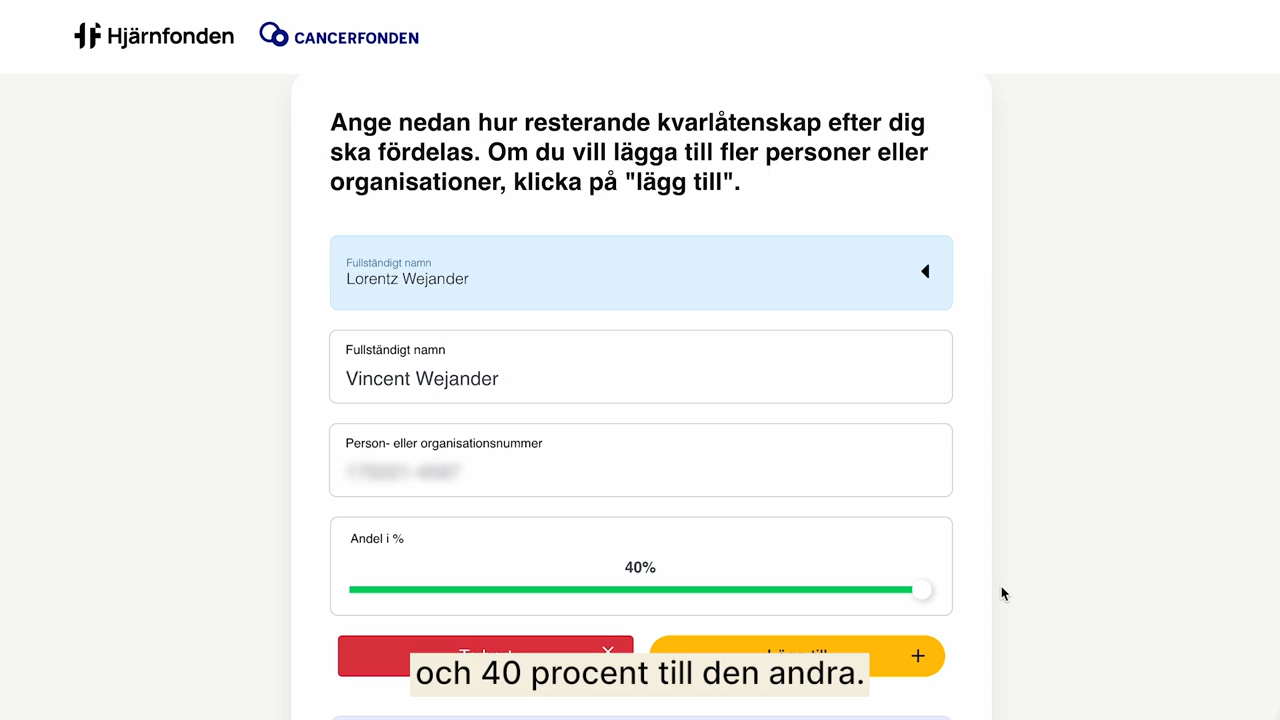 Hjärnfonden CANCERFONDEN
Ange nedan hur resterande kvarlåtenskap efter dig
ska fördelas. Om du vill lägga till fler personer eller
organisationer, klicka på "lägg till".
Fullständigt namn
Lorentz Wejander
Fullständigt namn
Vincent Wejander
Person- eller organisationsnummer
Andel i %
40%
och 40 procent till den andra.